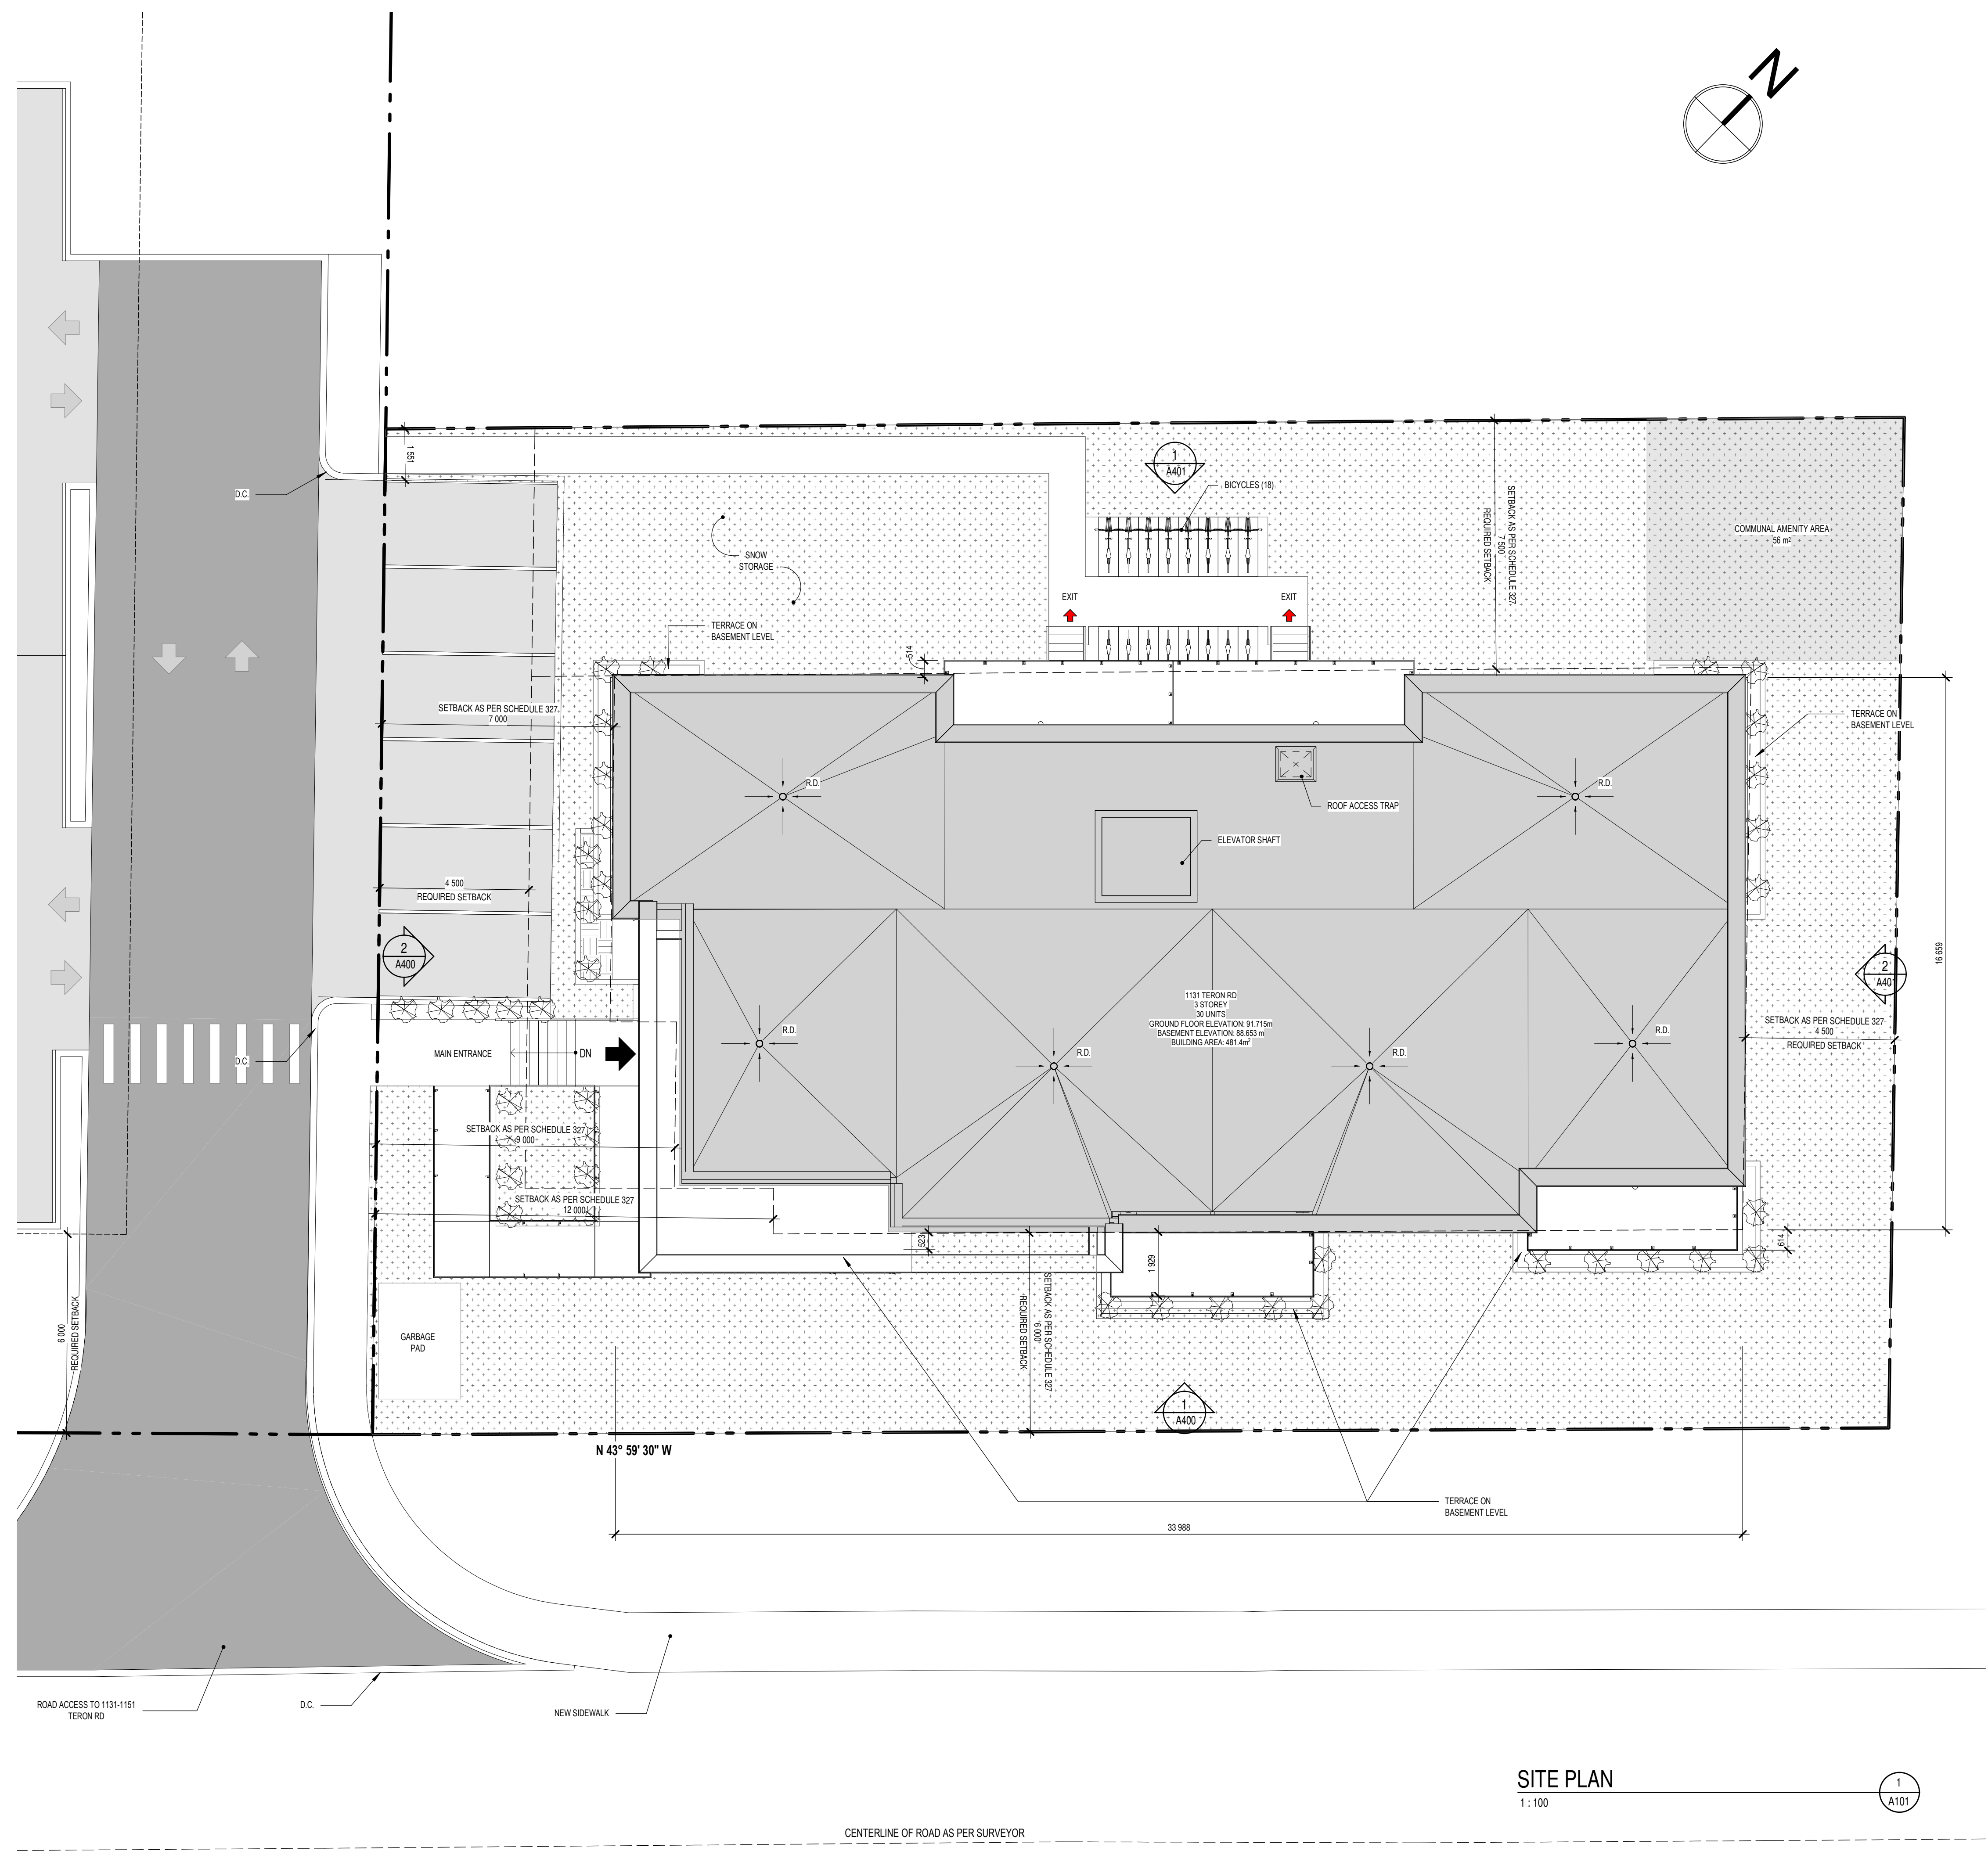 N
1 551
D.C.
1
A401
BICYCLES (18)
SETBACK AS PER SCHEDULE 327
7 500
REQUIRED SETBACK
COMMUNAL AMENITY AREA
56 m²
SNOW
STORAGE
EXIT
EXIT
TERRACE ON
BASEMENT LEVEL
514
SETBACK AS PER SCHEDULE 327
7 000
TERRACE ON
BASEMENT LEVEL
R.D.
R.D.
ROOF ACCESS TRAP
ELEVATOR SHAFT
4 500
REQUIRED SETBACK
2
A400
16 659
2
A401
1131 TERON RD
3 STOREY
30 UNITS
GROUND FLOOR ELEVATION: 91.715m
BASEMENT ELEVATION: 88.653 m
BUILDING AREA: 481.4m²
SETBACK AS PER SCHEDULE 327
4 500
REQUIRED SETBACK
R.D.
R.D.
R.D.
R.D.
MAIN ENTRANCE
DN
D.C.
SETBACK AS PER SCHEDULE 327
9 000
SETBACK AS PER SCHEDULE 327
12 000
523
1 929
614
SETBACK AS PER SCHEDULE 327
6 000
REQUIRED SETBACK
6 000
REQUIRED SETBACK
GARBAGE
PAD
1
A400
N 43° 59' 30" W
TERRACE ON
BASEMENT LEVEL
33 988
ROAD ACCESS TO 1131-1151
TERON RD
D.C.
NEW SIDEWALK
SITE PLAN
1 : 100
1
A101
CENTERLINE OF ROAD AS PER SURVEYOR